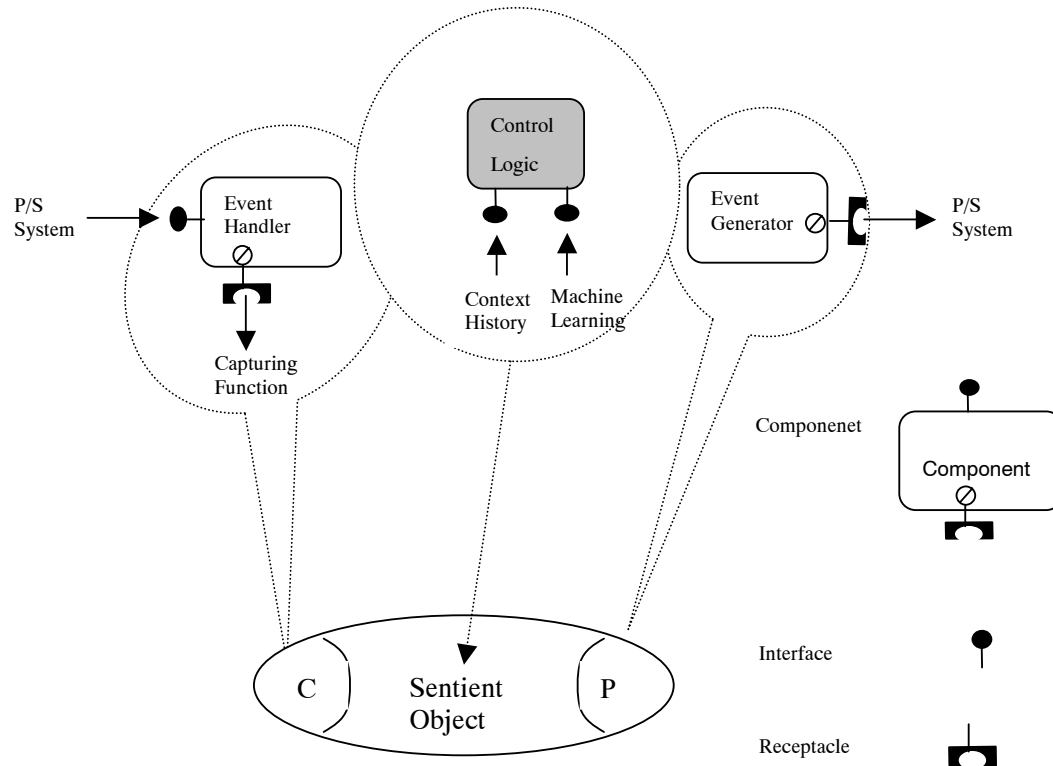 Control
Logic
P/S
System
Event
Handler
Event
Generator
P/S
System
Context
History
Machine
Learning
Capturing
Function
Componenet
Component
Interface
C
Sentient
Object
P
Receptacle